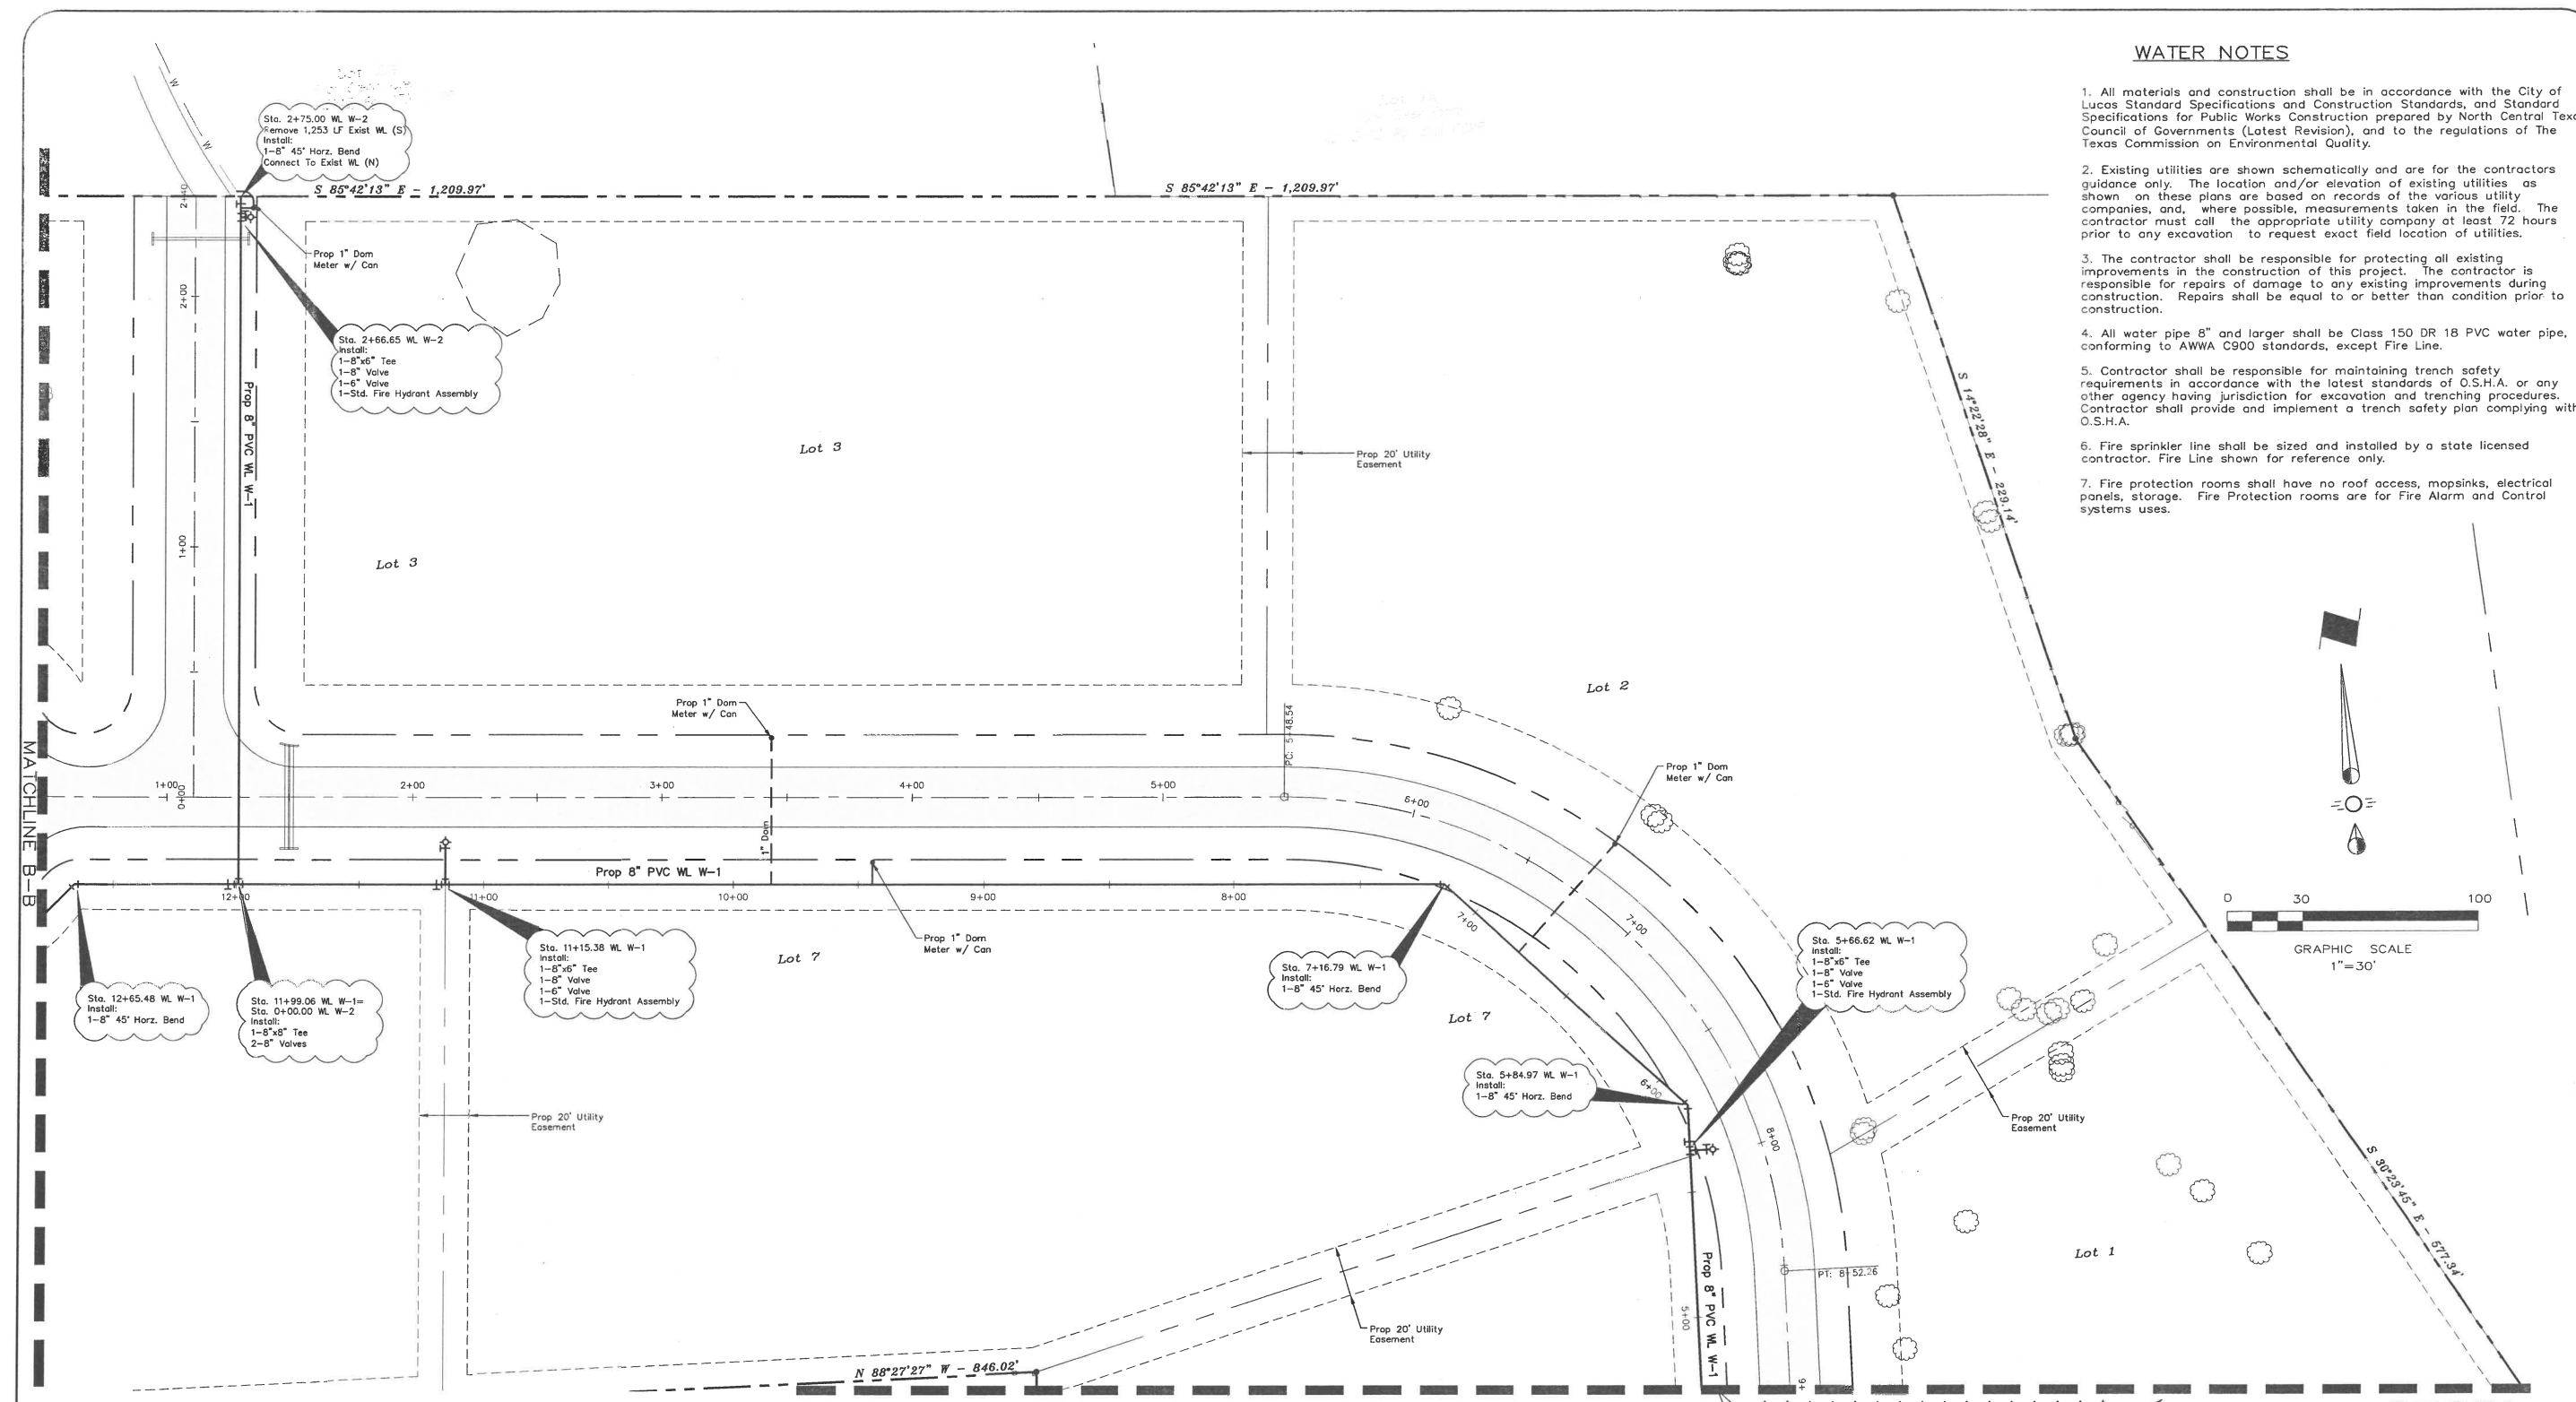 WATER NOTES
1. All materials and construction shall be in accordance with the City of
Lucas Standard Specifications and Construction Standards, and Standard
Specifications for Public Works Construction prepared by North Central
Council of Governments (Latest Revision), and to the regulations of The
Texas Commission on Environmental Quality.
2. Existing utilities are shown schematically and are for the contractors
guidance only. The location and/or elevation of existing utilities as
shown on these plans are based on records of the various utility
companies, and, where possible, measurements taken in the field. The
contractor must call the appropriate utility company at least 72 hours
prior to any excavation to request exact field location of utilities.
3. The contractor shall be responsible for protecting all existing
improvements in the construction of this project. The contractor is
responsible for repairs of damage to any existing improvements during
construction. Repairs shall be equal to or better than condition prior to
construction.
4. All water pipe 8" and larger shall be Class 150 DR 18 PVC water pipe,
conforming to AWWA C900 standards, except Fire Line.
5. Contractor shall be responsible for maintaining trench safety
requirements in accordance with the latest standards of O.S.H.A. or any
other agency having jurisdiction for excavation and trenching procedures.
Contractor shall provide and implement a trench safety plan complying with
O.S.H.A.
6. Fire sprinkler line shall be sized and installed by a state licensed
contractor. Fire Line shown for reference only.
7. Fire protection rooms shall have no roof access, mopsinks, electrical
panels, storage. Fire Protection rooms are for Fire Alarm and Control
systems uses.
W
W
Sta. 2+75.00 WL W-2
Remove 1,253 LF Exist WL (S)
Install:
1-8" 45° Horz. Bend
Connect To Exist WL (N)
S 85°42'13" E - 1,209.97'
S 85°42'13" E - 1,209.97'
2+40
Prop 1" Dom
Meter w/ Can
2+00
Sta. 2+66.65 WL W-2
Install:
1-8"x6" Tee
1-8" Valve
1-6" Valve
1-Std. Fire Hydrant Assembly
Prop 8" PVC WL W-1
S 14°22'28" E - 229.14'
Lot 3
Prop 20' Utility
Easement
1+00
Lot 3
Lot 2
Prop 1" Dom
Meter w/ Can
PC: 5+48.54
MATCHLINE B-B
Prop 1" Dom
Meter w/ Can
1+00
0+00
2+00
3+00
4+00
5+00
6+00
1" Dom
Prop 8" PVC WL W-1
12+00
11+00
10+00
9+00
8+00
7+00
7+00
0
30
100
GRAPHIC SCALE
1"=30'
Sta. 11+15.38 WL W-1
Install:
1-8"x6" Tee
1-8" Valve
1-6" Valve
1-Std. Fire Hydrant Assembly
Prop 1" Dom
Meter w/ Can
Lot 7
Sta. 5+66.62 WL W-1
Install:
1-8"x6" Tee
1-8" Valve
1-6" Valve
1-Std. Fire Hydrant Assembly
Sta. 7+16.79 WL W-1
Install:
1-8" 45° Horz. Bend
Sta. 12+65.48 WL W-1
Install:
1-8" 45° Horz. Bend
Sta. 11+99.06 WL W-1=
Sta. 0+00.00 WL W-2
Install:
1-8"x8" Tee
2-8" Valves
Lot 7
Sta. 5+84.97 WL W-1
Install:
1-8" 45° Horz. Bend
6+00
8+00
Prop 20' Utility
Easement
Prop 20' Utility
Easement
S 30°23'45" E - 577.34'
Lot 1
PT: 8+52.26
5+00
Prop 8" PVC WL W-1
Prop 20' Utility
Easement
N 88°27'27" W - 846.02'